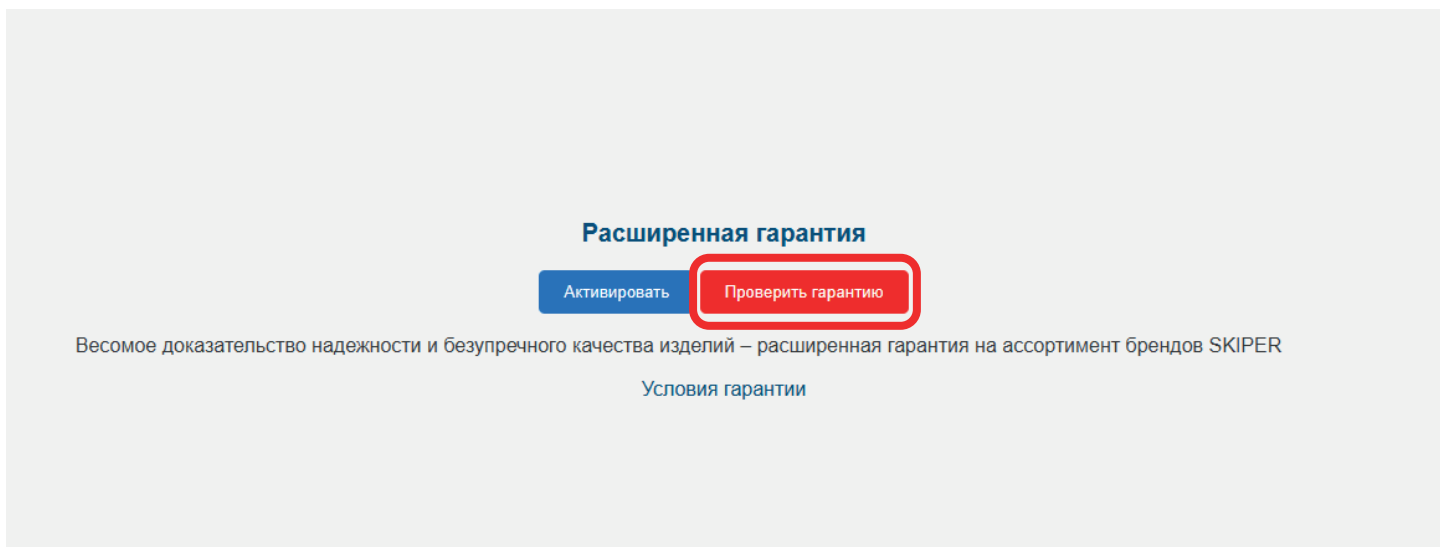 Расширенная гарантия
Активировать
Проверить гарантию
Весомое доказательство надежности и безупречного качества изделий – расширенная гарантия на ассортимент брендов SKIPER
Условия гарантии